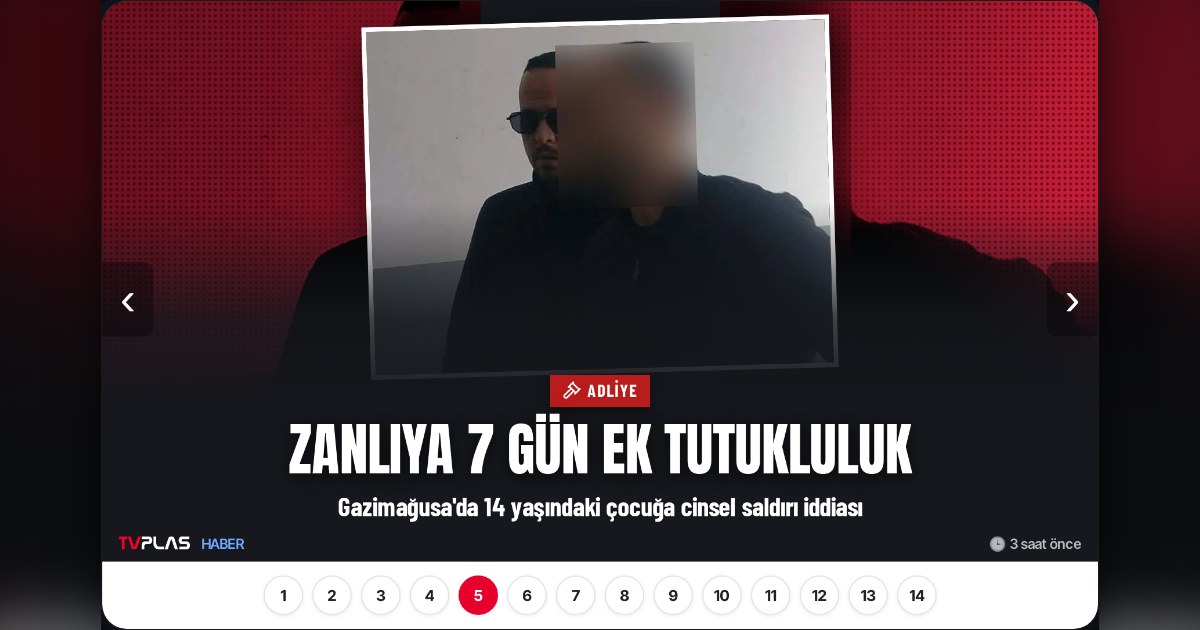 ADLİYE
ZANLIYA 7 GÜN EK TUTUKLULUK
Gazimağusa'da 14 yaşındaki çocuğa cinsel saldırı iddiası
TVPLAS HABER
3 saat önce
1 2 3 4 5 6 7 8 9 10 11 12 13 14